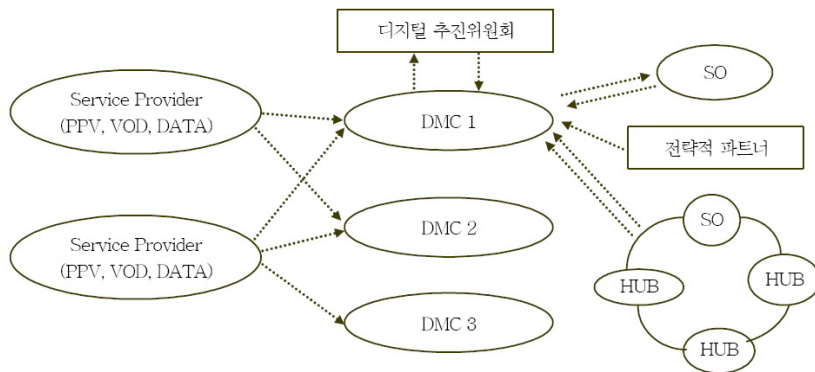 디지털 추진위원회
Service Provider
(PPV, VOD, DATA)
DMC 1
SO
전략적 파트너
Service Provider
(PPV, VOD, DATA)
DMC 2
SO
HUB
HUB
DMC 3
HUB